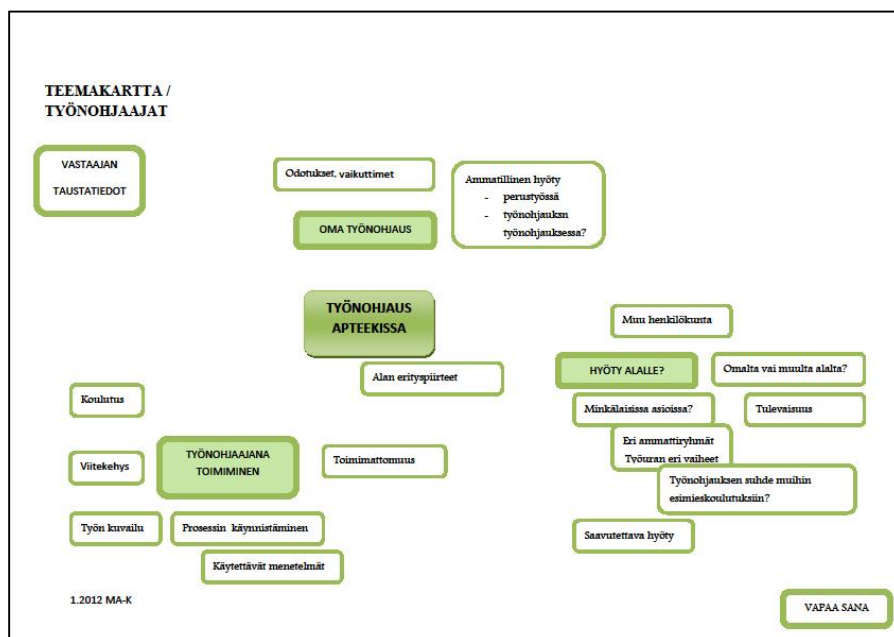 TEEMAKARTTA /
TYÖNOHJAAJAT
VASTAAJAN
TAUSTATIEDOT
Odotukset, vaikuttimet
Ammatillinen hyöty
- perustyössä
- työnohjauksn
työnohjauksessa?
OMA TYÖNOHJAUS
TYÖNOHJAUS
APTEEKISSA
Muu henkilökunta
Alan erityspiirteet
HYÖTY ALALLE?
Omalta vai muulta alalta?
Koulutus
Minkälaisissa asioissa?
Tulevaisuus
Eri ammattiryhmät
Työuran eri vaiheet
Viitekehys
TYÖNOHJAAJANA
TOIMIMINEN
Toimimattomuus
Työnohjauksen suhde muihin
esimieskoulutuksiin?
Työn kuvailu
Prosessin käynnistäminen
Saavutettava hyöty
Käytettävät menetelmät
1.2012 MA-K
VAPAA SANA